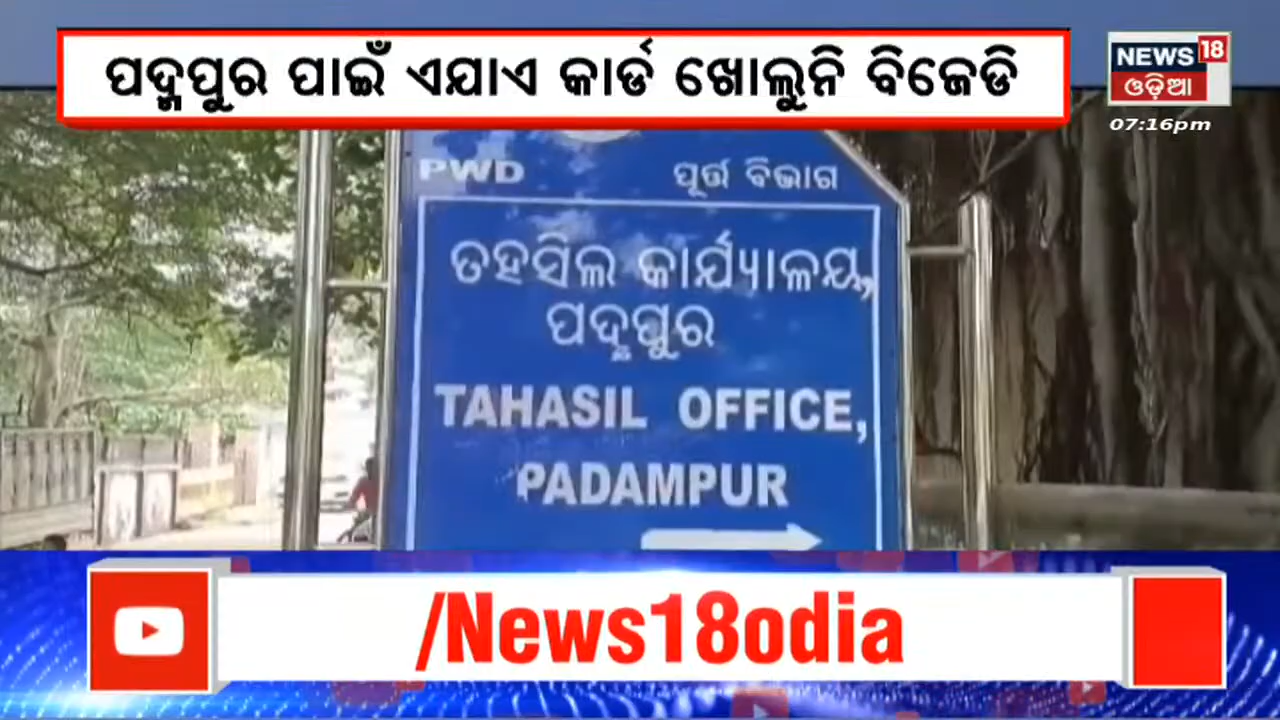 ପଦ୍ମପୁର ପାଇଁ ଏଯାଏ କାର୍ଡ ଖୋଲୁନି ବିଜେଡି
NEWS 18
ଓଡ଼ିଆ
07:16pm
PWD ପୂର୍ତ୍ତ ବିଭାଗ
ତହସିଲ କାର୍ଯ୍ୟାଳୟ,
ପଦ୍ମପୁର
TAHASIL OFFICE,
PADAMPUR
/News18odia